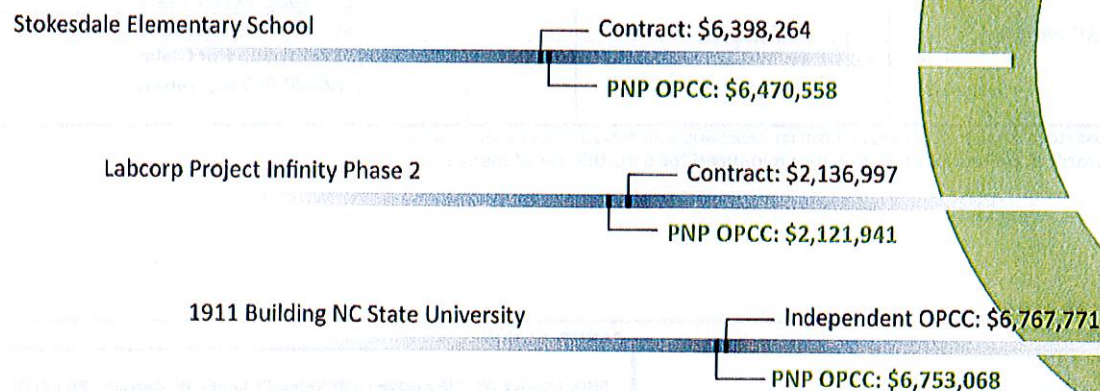 Stokesdale Elementary School
Contract: $6,398,264
PNP OPCC: $6,470,558
Labcorp Project Infinity Phase 2
Contract: $2,136,997
PNP OPCC: $2,121,941
1911 Building NC State University
Independent OPCC: $6,767,771
PNP OPCC: $6,753,068